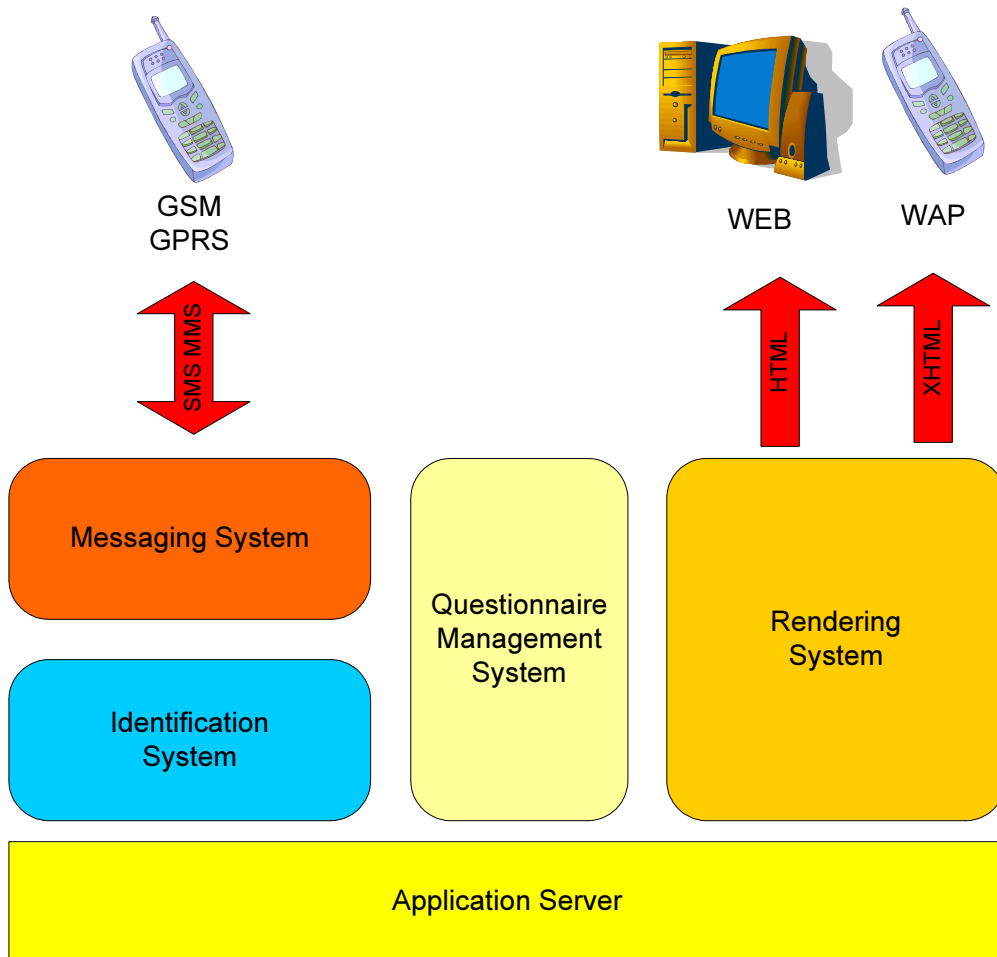 GSM
GPRS
WEB
WAP
SMS MMS
HTML
XHTML
Messaging System
Questionnaire
Management
System
Rendering
System
Identification
System
Application Server